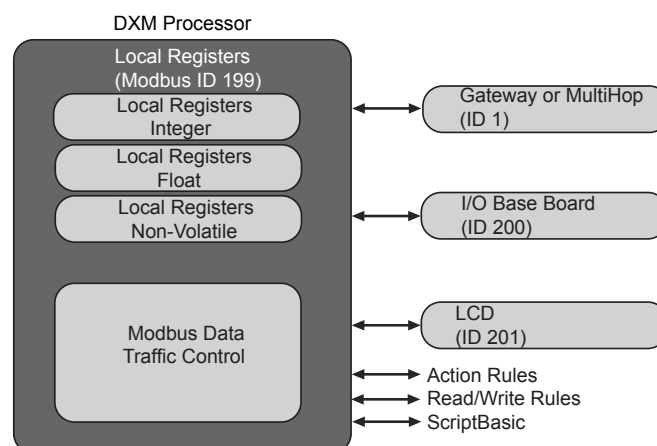 DXM Processor
Local Registers
(Modbus ID 199)
Local Registers
Integer
Local Registers
Float
Local Registers
Non-Volatile
Modbus Data
Traffic Control
Gateway or MultiHop
(ID 1)
I/O Base Board
(ID 200)
LCD
(ID 201)
Action Rules
Read/Write Rules
ScriptBasic